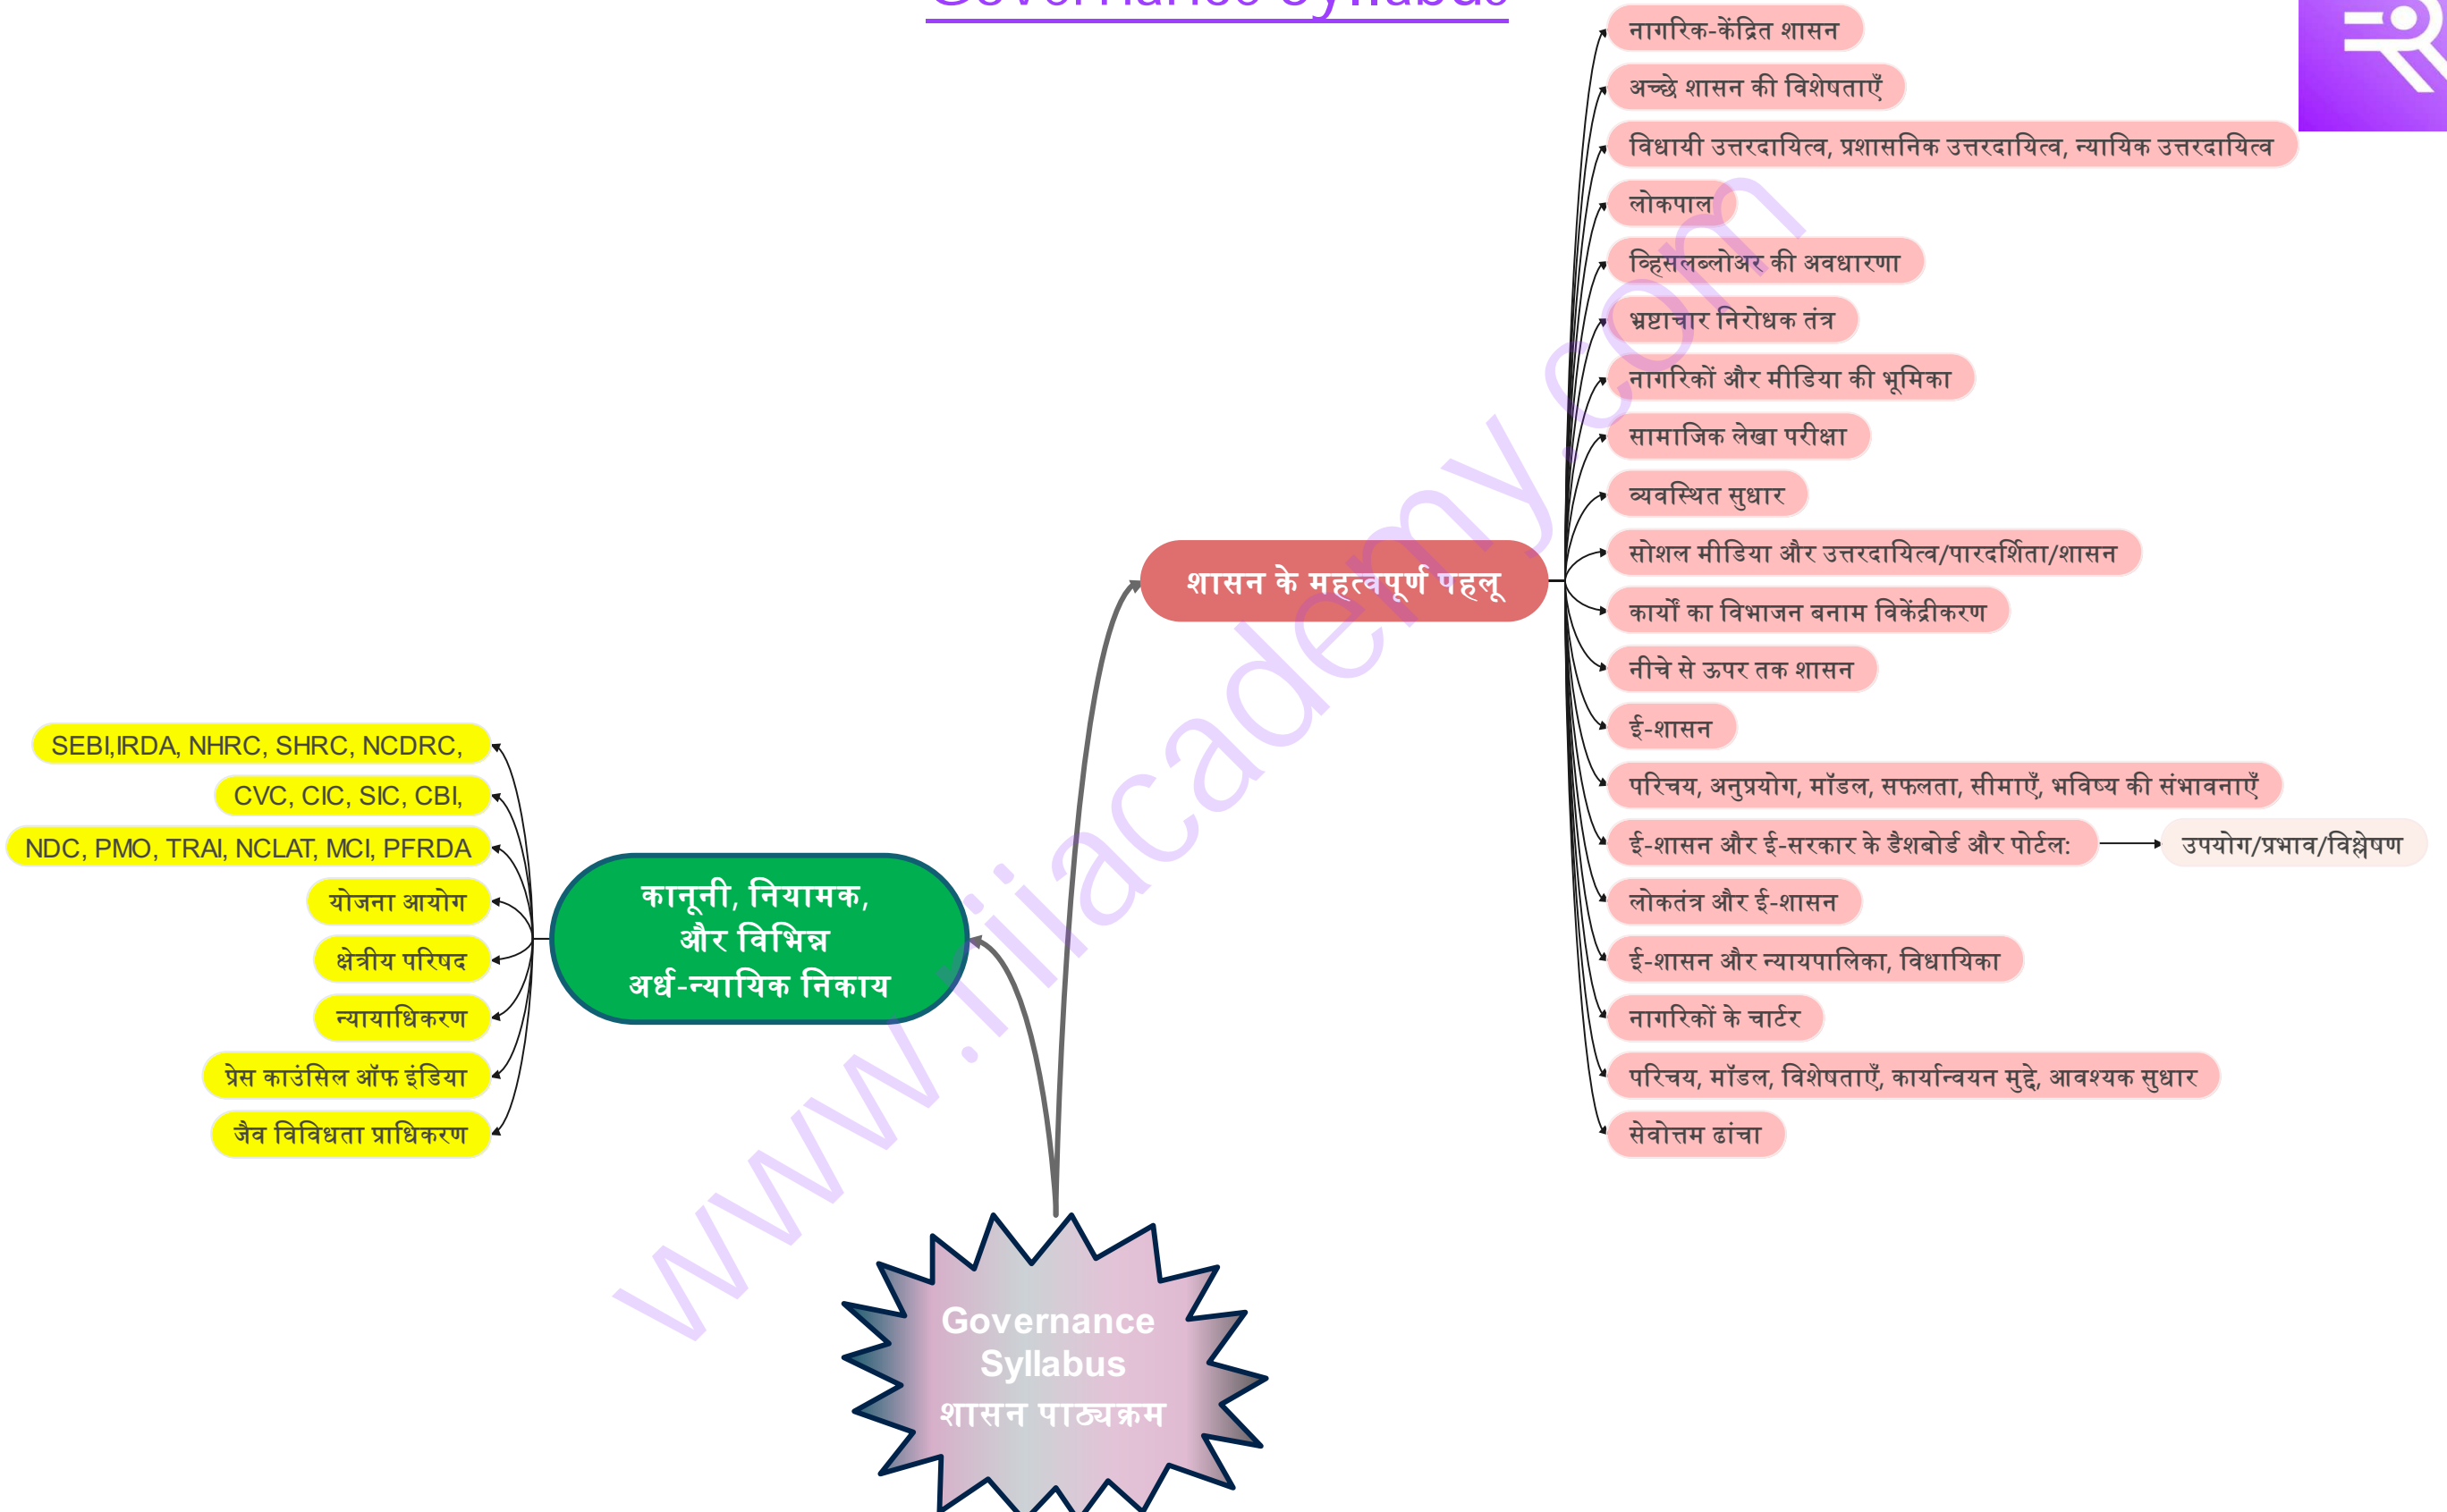 Governance Syllabus
नागरिक-केंद्रित शासन
अच्छे शासन की विशेषताएँ
विधायी उत्तरदायित्व, प्रशासनिक उत्तरदायित्व, न्यायिक उत्तरदायित्व
लोकपाल
व्हिसलब्लोअर की अवधारणा
भ्रष्टाचार निरोधक तंत्र
नागरिकों और मीडिया की भूमिका
सामाजिक लेखा परीक्षा
व्यवस्थित सुधार
सोशल मीडिया और उत्तरदायित्व/पारदर्शिता/शासन
शासन के महत्वपूर्ण पहलू
कार्यों का विभाजन बनाम विकेंद्रीकरण
नीचे से ऊपर तक शासन
ई-शासन
परिचय, अनुप्रयोग, मॉडल, सफलता, सीमाएँ, भविष्य की संभावनाएँ
ई-शासन और ई-सरकार के डैशबोर्ड और पोर्टल:
उपयोग/प्रभाव/विश्लेषण
लोकतंत्र और ई-शासन
ई-शासन और न्यायपालिका, विधायिका
नागरिकों के चार्टर
परिचय, मॉडल, विशेषताएँ, कार्यान्वयन मुद्दे, आवश्यक सुधार
सेवोत्तम ढांचा
SEBI,IRDA, NHRC, SHRC, NCDRC,
CVC, CIC, SIC, CBI,
NDC, PMO, TRAI, NCLAT, MCI, PFRDA
योजना आयोग
क्षेत्रीय परिषद
न्यायाधिकरण
प्रेस काउंसिल ऑफ इंडिया
जैव विविधता प्राधिकरण
कानूनी, नियामक,
और विभिन्न
अर्ध-न्यायिक निकाय
Governance
Syllabus
शासन पाठ्यक्रम